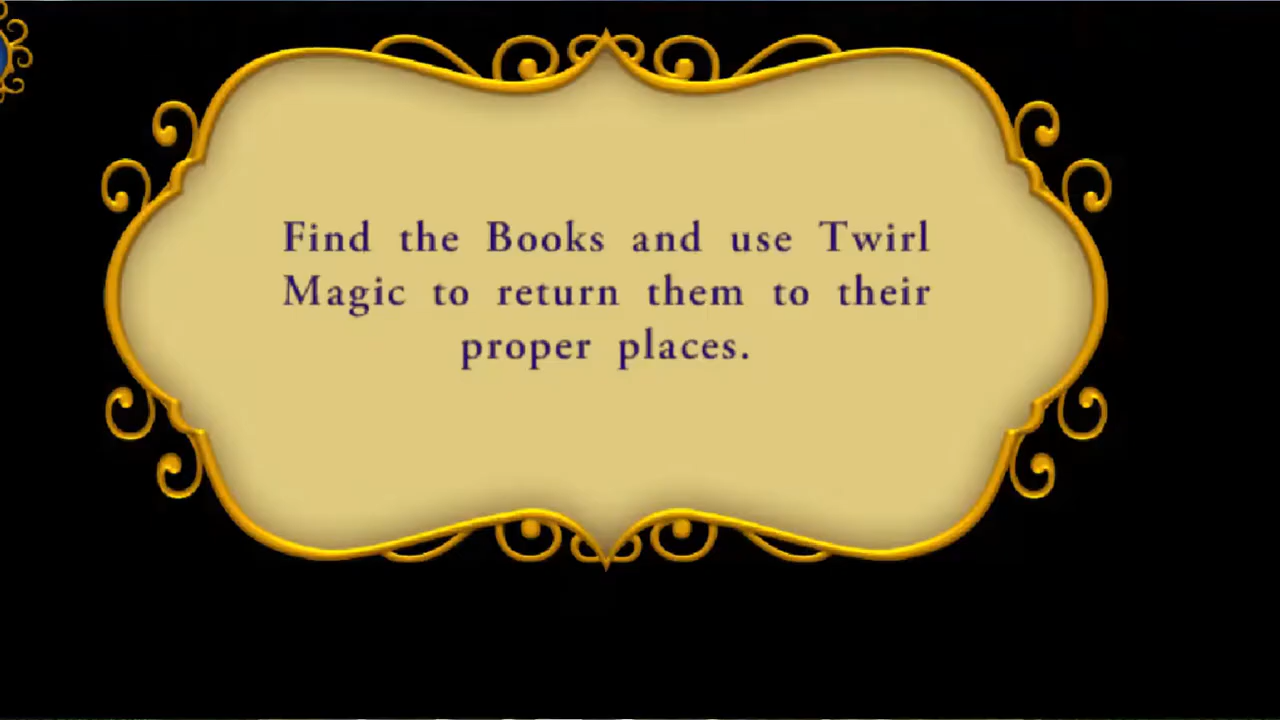 Find the Books and use Twirl
Magic to return them to their
proper places.